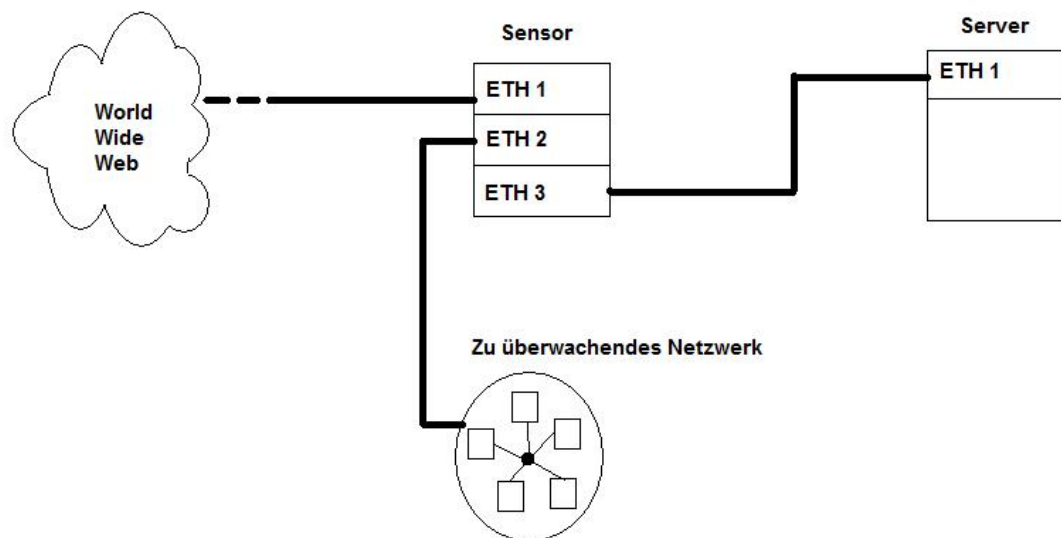 Sensor
Server
World
Wide
Web
ETH 1
ETH 2
ETH 3
ETH 1
Zu überwachendes Netzwerk